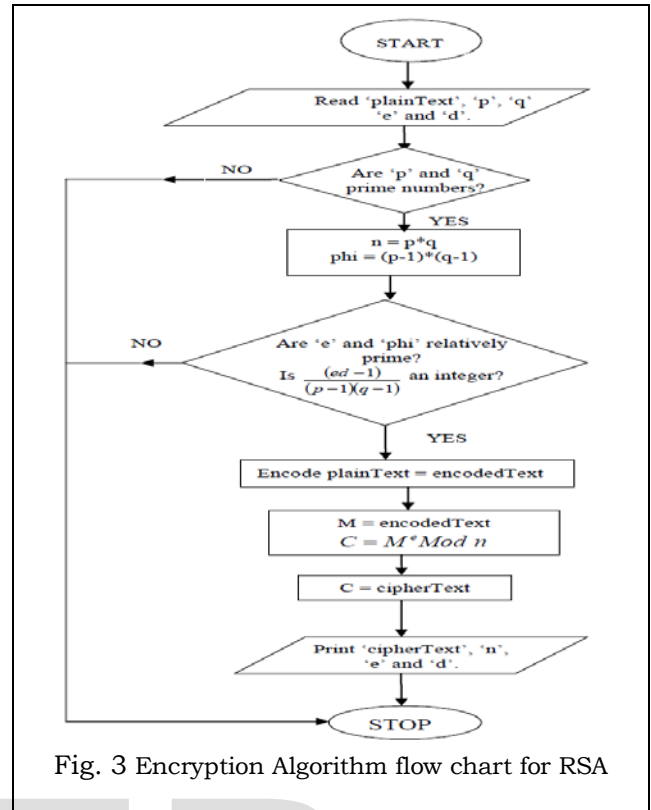 START
Read ‘plainText’, ‘p’, ‘q’
‘e’ and ‘d’.
NO
Are ‘p’ and ‘q’
prime numbers?
YES
n = p*q
phi = (p-1)*(q-1)
NO
Are ‘e’ and ‘phi’ relatively
prime?
Is (ed −1)/(p −1)(q −1) an integer?
YES
Encode plainText = encodedText
M = encodedText
C = M^e Mod n
C = cipherText
Print ‘cipherText’, ‘n’,
‘e’ and ‘d’.
STOP
Fig. 3 Encryption Algorithm flow chart for RSA